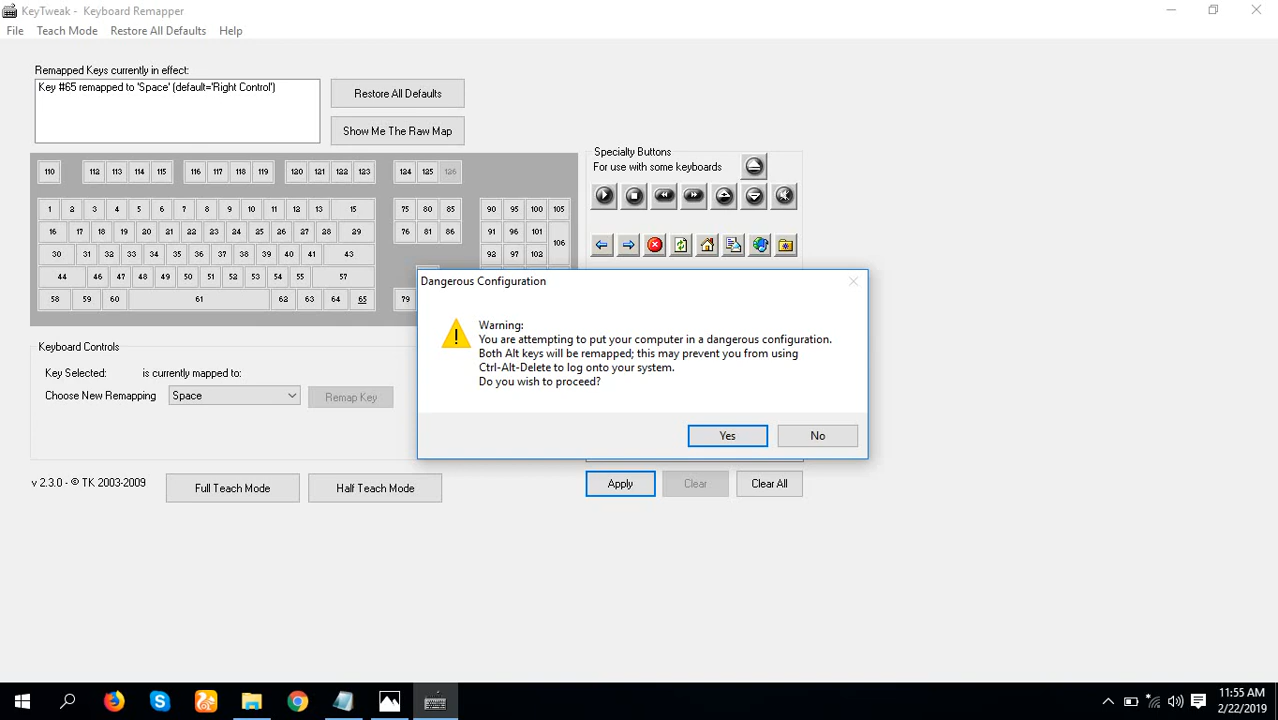 KeyTweak -  Keyboard Remapper
File Teach Mode Restore All Defaults Help
Remapped Keys currently in effect:
Key #65 remapped to 'Space' (default='Right Control')
Restore All Defaults
Show Me The Raw Map
Specialty Buttons
For use with some keyboards
110 112 113 114 115 116 117 118 119 120 121 122 123 124 125 126
1 2 3 4 5 6 7 8 9 10 11 12 13 15 75 80 85 90 95 100 105
16 17 18 19 20 21 22 23 24 25 26 27 28 29 76 81 86 91 96 101
106
30 31 32 33 34 35 36 37 38 39 40 41 43 92 97 102
44 46 47 48 49 50 51 52 53 54 55 57
58 59 60 61 62 63 64 65 79
Dangerous Configuration
Warning:
You are attempting to put your computer in a dangerous configuration.
Both Alt keys will be remapped; this may prevent you from using
Ctrl-Alt-Delete to log onto your system.
Do you wish to proceed?
Yes No
Keyboard Controls
Key Selected: is currently mapped to:
Choose New Remapping Space Remap Key
v 2.3.0 - © TK 2003-2009
Full Teach Mode Half Teach Mode
Apply Clear Clear All
11:55 AM
2/22/2019